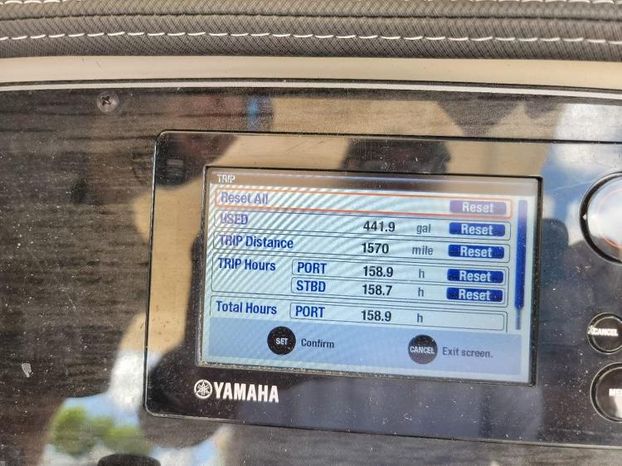 TRIP
Reset All Reset
USED 441.9 gal Reset
TRIP Distance 1570 mile Reset
TRIP Hours PORT 158.9 h Reset
STBD 158.7 h Reset
Total Hours PORT 158.9 h
SET Confirm CANCEL Exit screen.
CANCEL
YAMAHA